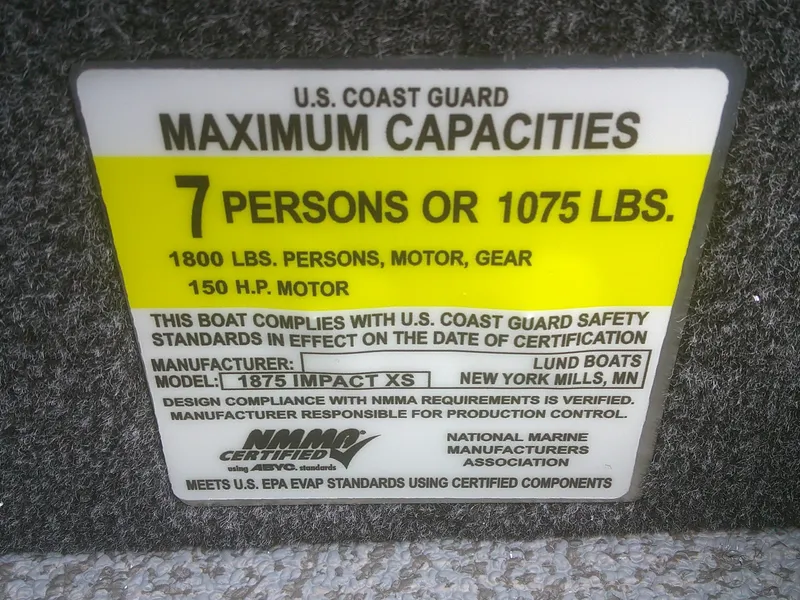 U.S. COAST GUARD
MAXIMUM CAPACITIES
7 PERSONS OR 1075 LBS.
1800 LBS. PERSONS, MOTOR, GEAR
150 H.P. MOTOR
THIS BOAT COMPLIES WITH U.S. COAST GUARD SAFETY
STANDARDS IN EFFECT ON THE DATE OF CERTIFICATION
MANUFACTURER: LUND BOATS
MODEL: 1875 IMPACT XS NEW YORK MILLS, MN
DESIGN COMPLIANCE WITH NMMA REQUIREMENTS IS VERIFIED.
MANUFACTURER RESPONSIBLE FOR PRODUCTION CONTROL.
NMMA
CERTIFIED
using ABYC. standards
NATIONAL MARINE
MANUFACTURERS
ASSOCIATION
MEETS U.S. EPA EVAP STANDARDS USING CERTIFIED COMPONENTS